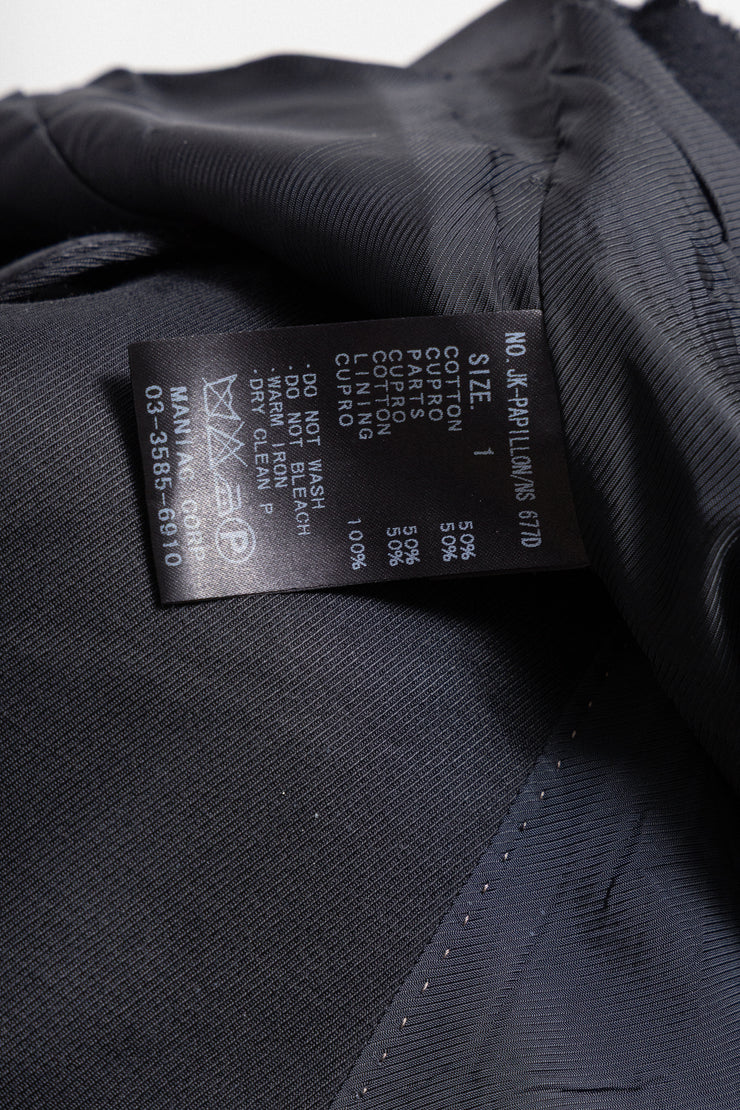 NO. JK-PAPILLON/NS 677D
SIZE. 1
COTTON 50%
CUPRO 50%
PARTS
CUPRO 50%
COTTON 50%
LINING
CUPRO 100%
・DO NOT WASH
・DO NOT BLEACH
・WARM IRON
・DRY CLEAN P
P
MANIAC CORP
03-3585-6910